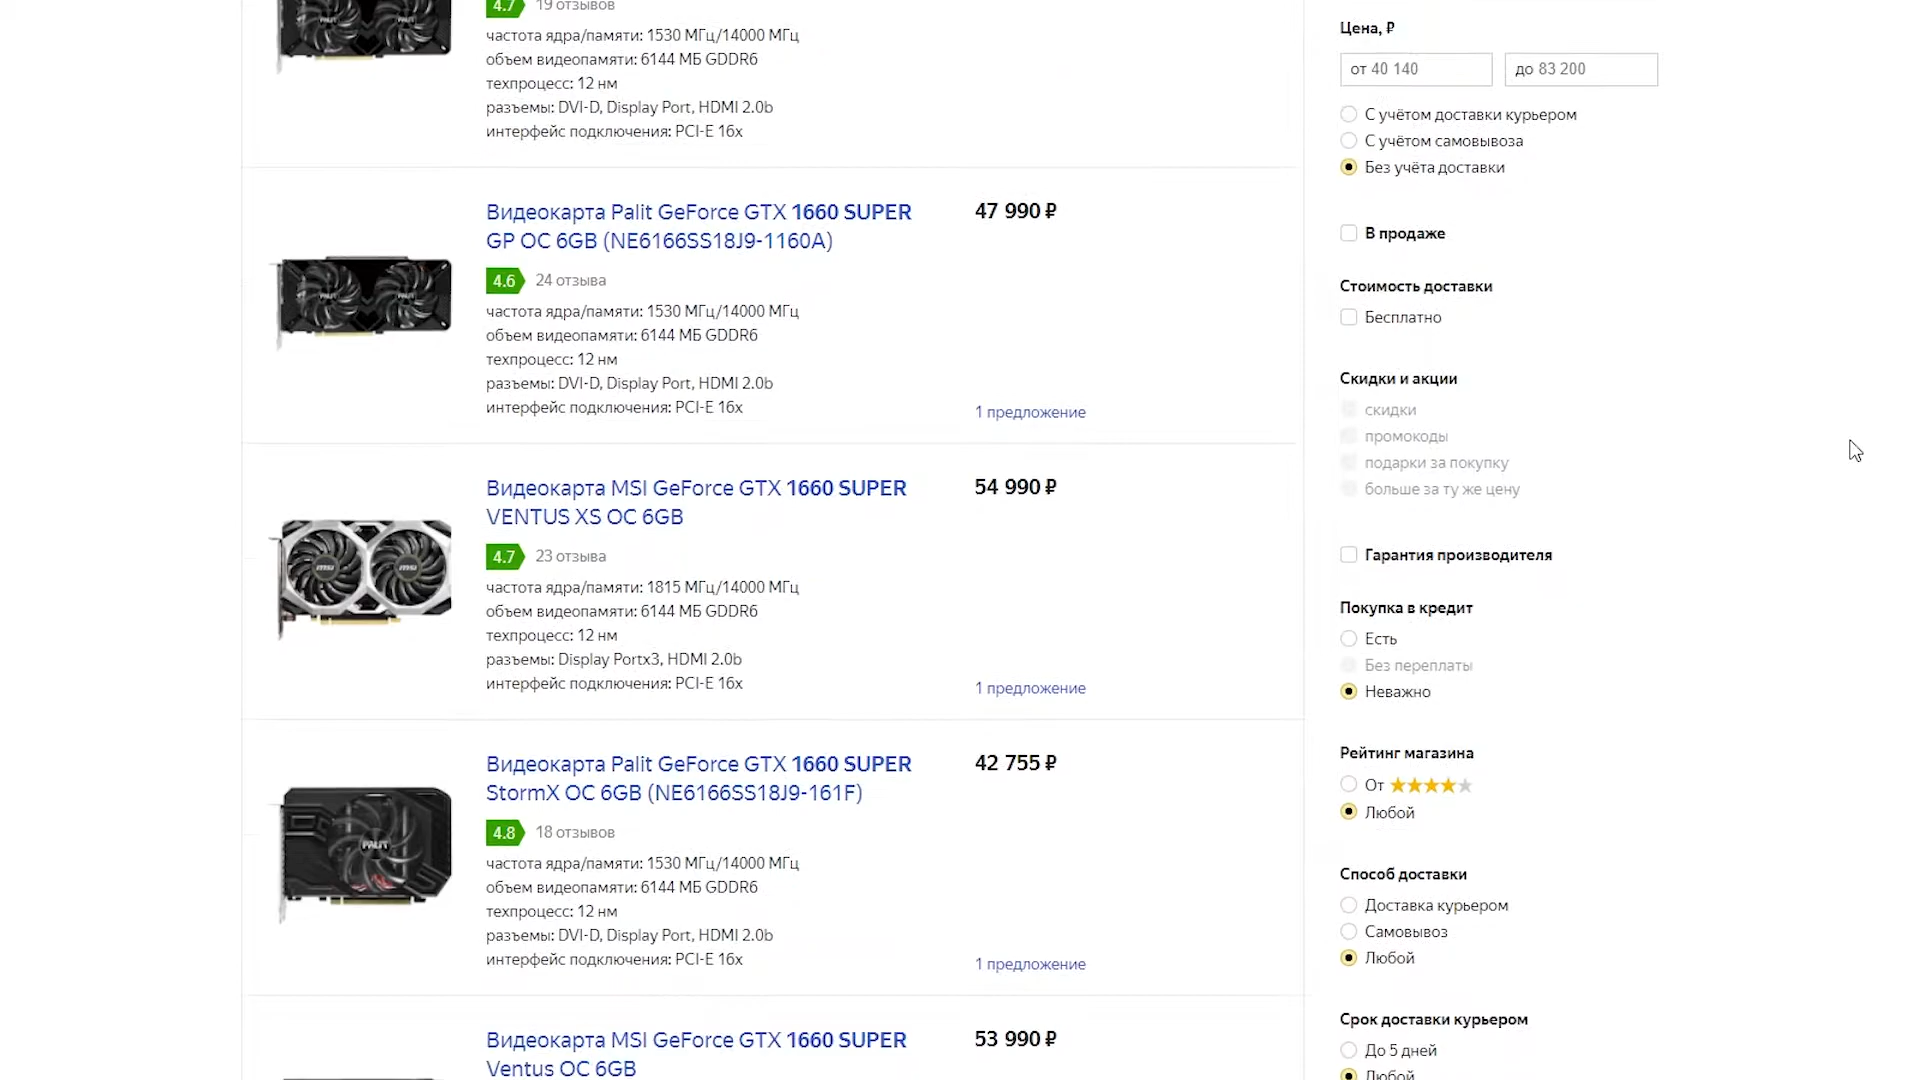 4.7 19 отзывов
частота ядра/памяти: 1530 МГц/14000 МГц
объем видеопамяти: 6144 МБ GDDR6
техпроцесс: 12 нм
разъемы: DVI-D, Display Port, HDMI 2.0b
интерфейс подключения: PCI-E 16x
Видеокарта Palit GeForce GTX 1660 SUPER
GP OC 6GB (NE6166SS18J9-1160A)
47 990 ₽
4.6 24 отзыва
частота ядра/памяти: 1530 МГц/14000 МГц
объем видеопамяти: 6144 МБ GDDR6
техпроцесс: 12 нм
разъемы: DVI-D, Display Port, HDMI 2.0b
интерфейс подключения: PCI-E 16x
1 предложение
Видеокарта MSI GeForce GTX 1660 SUPER
VENTUS XS OC 6GB
54 990 ₽
msi msi
4.7 23 отзыва
частота ядра/памяти: 1815 МГц/14000 МГц
объем видеопамяти: 6144 МБ GDDR6
техпроцесс: 12 нм
разъемы: Display Portx3, HDMI 2.0b
интерфейс подключения: PCI-E 16x
1 предложение
Видеокарта Palit GeForce GTX 1660 SUPER
StormX OC 6GB (NE6166SS18J9-161F)
42 755 ₽
PALIT
4.8 18 отзывов
частота ядра/памяти: 1530 МГц/14000 МГц
объем видеопамяти: 6144 МБ GDDR6
техпроцесс: 12 нм
разъемы: DVI-D, Display Port, HDMI 2.0b
интерфейс подключения: PCI-E 16x
1 предложение
Видеокарта MSI GeForce GTX 1660 SUPER
Ventus OC 6GB
53 990 ₽
Цена, ₽
от 40 140 до 83 200
С учётом доставки курьером
С учётом самовывоза
Без учёта доставки
В продаже
Стоимость доставки
Бесплатно
Скидки и акции
скидки
промокоды
подарки за покупку
больше за ту же цену
Гарантия производителя
Покупка в кредит
Есть
Без переплаты
Неважно
Рейтинг магазина
От ★★★★★
Любой
Способ доставки
Доставка курьером
Самовывоз
Любой
Срок доставки курьером
До 5 дней
Любой